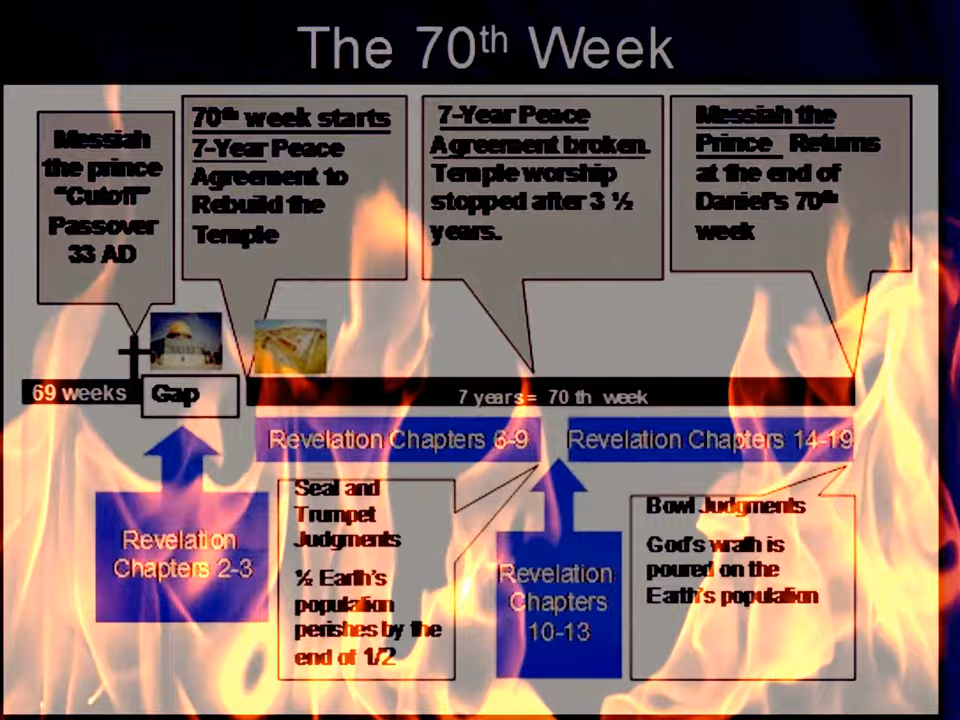 The 70th Week
Messiah
the prince
"Cutoff"
Passover
33 AD
70th week starts
7-Year Peace
Agreement to
Rebuild the
Temple
7-Year Peace
Agreement broken.
Temple worship
stopped after 3 ½
years.
Messiah the
Prince Returns
at the end of
Daniel's 70th
week
69 weeks
Gap
7 years = 70 th week
Revelation Chapters 6-9
Revelation Chapters 14-19
Revelation
Chapters 2-3
Seal and
Trumpet
Judgments
½ Earth's
population
perishes by the
end of 1/2
Revelation
Chapters
10-13
Bowl Judgments
God's wrath is
poured on the
Earth's population